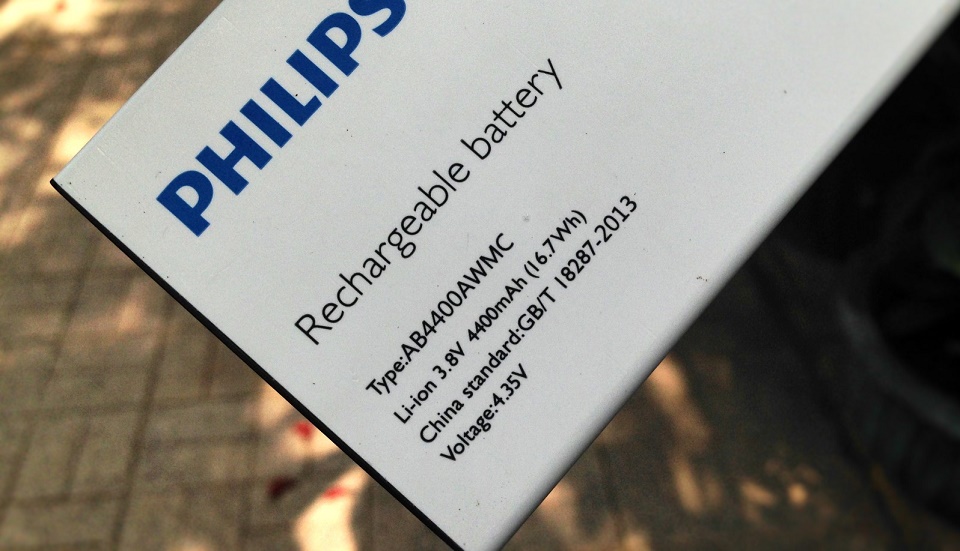 PHILIPS
Rechargeable battery
Type:AB4400AWMC
Li-ion 3.8V 4400mAh (16.7Wh)
China standard:GB/T 18287-2013
Voltage:4.35V